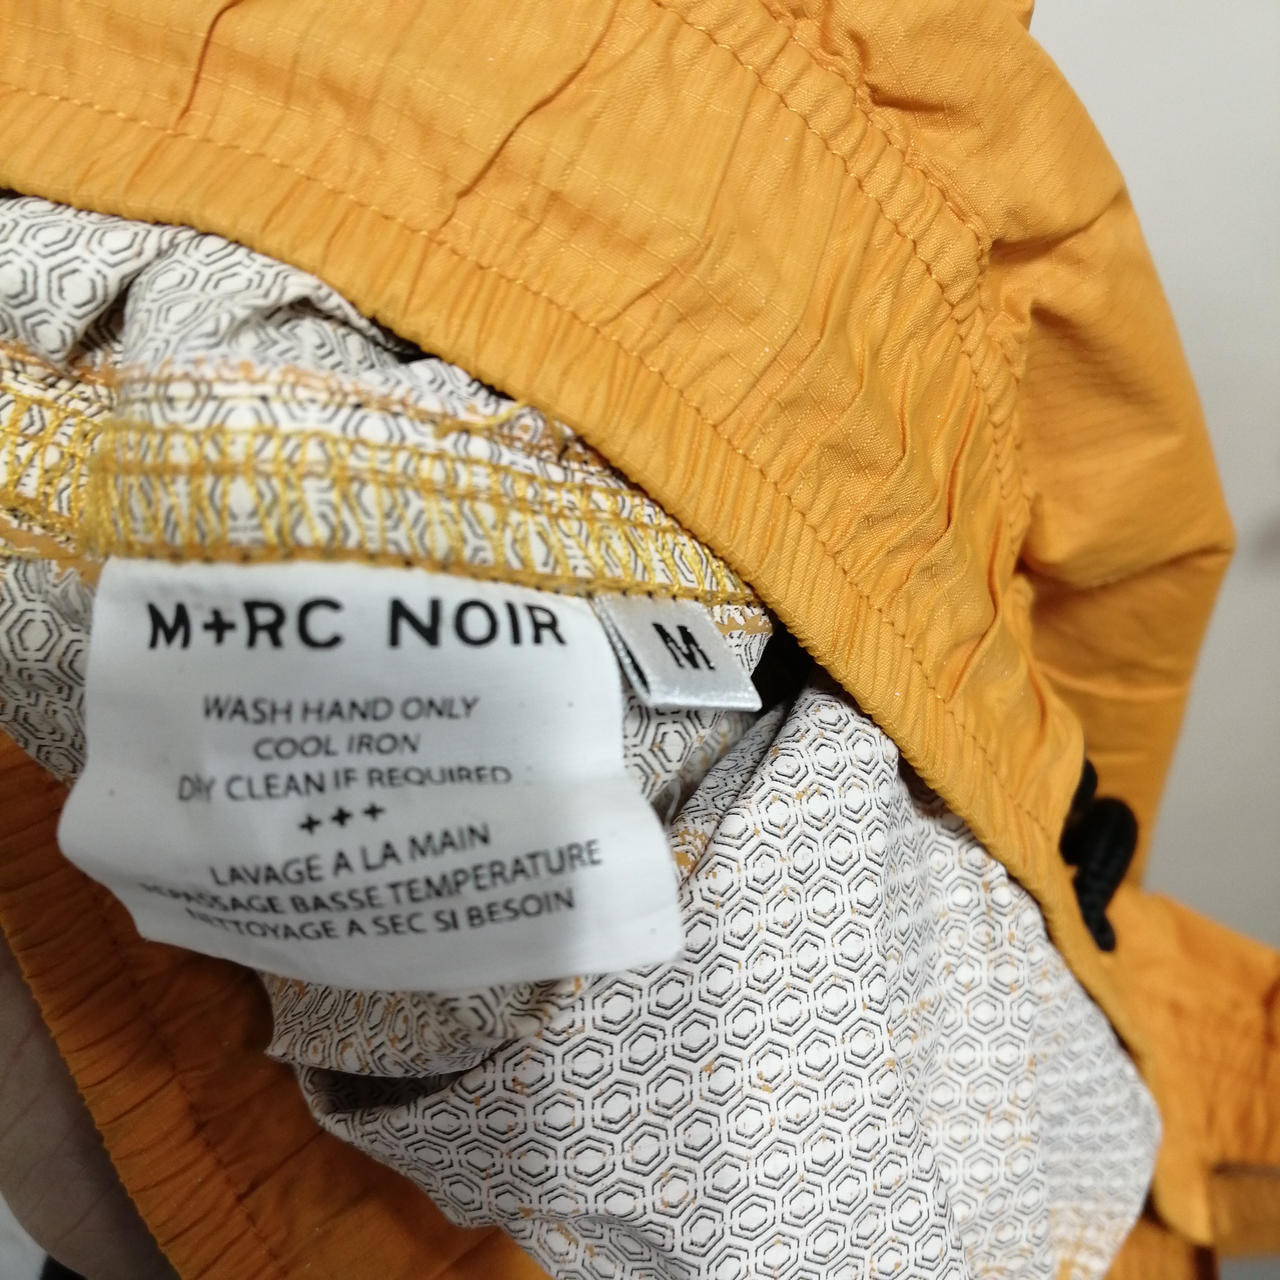 M+RC NOIR
M
WASH HAND ONLY
COOL IRON
DRY CLEAN IF REQUIRED
+++
LAVAGE A LA MAIN
REPASSAGE BASSE TEMPERATURE
NETTOYAGE A SEC SI BESOIN